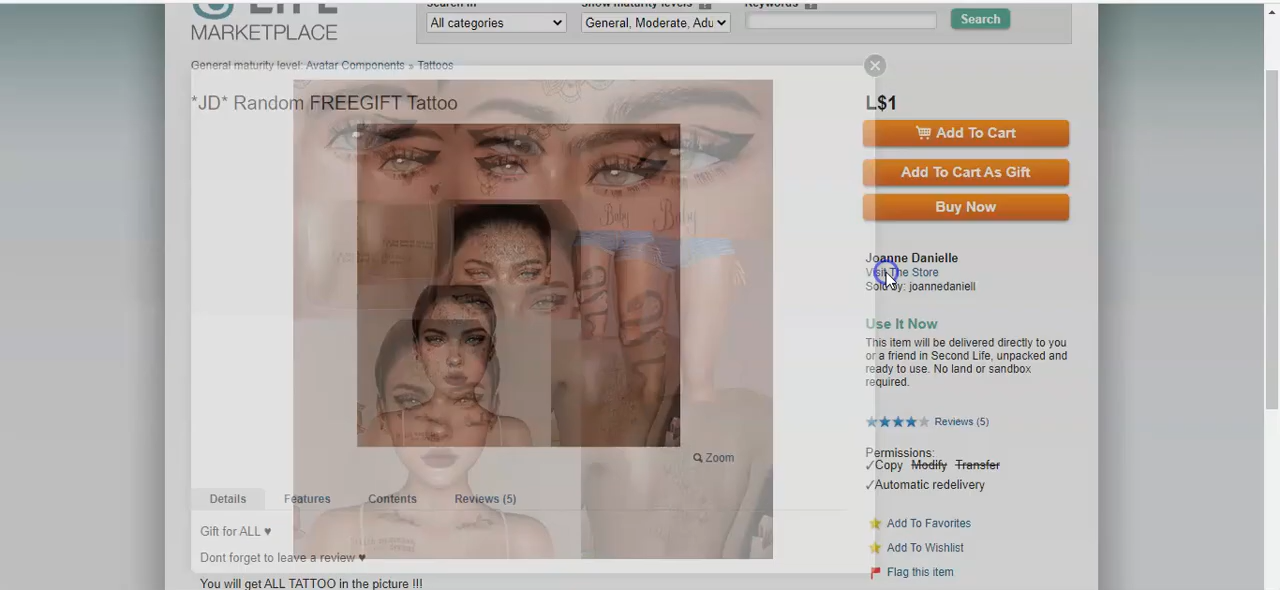 LIFE
MARKETPLACE
All categories
General, Moderate, Adu
Search
General maturity level: Avatar Components » Tattoos
*JD* Random FREEGIFT Tattoo
L$1
Add To Cart
Add To Cart As Gift
Buy Now
Baby
Baby
Joanne Danielle
Visit The Store
Sold by: joannedaniell
Use It Now
This item will be delivered directly to you
or a friend in Second Life, unpacked and
ready to use. No land or sandbox
required.
Reviews (5)
Permissions:
✓Copy Modify Transfer
✓Automatic redelivery
Zoom
Add To Favorites
Add To Wishlist
Flag this item
Details Features Contents Reviews (5)
Gift for ALL ♥
Dont forget to leave a review ♥
You will get ALL TATTOO in the picture !!!